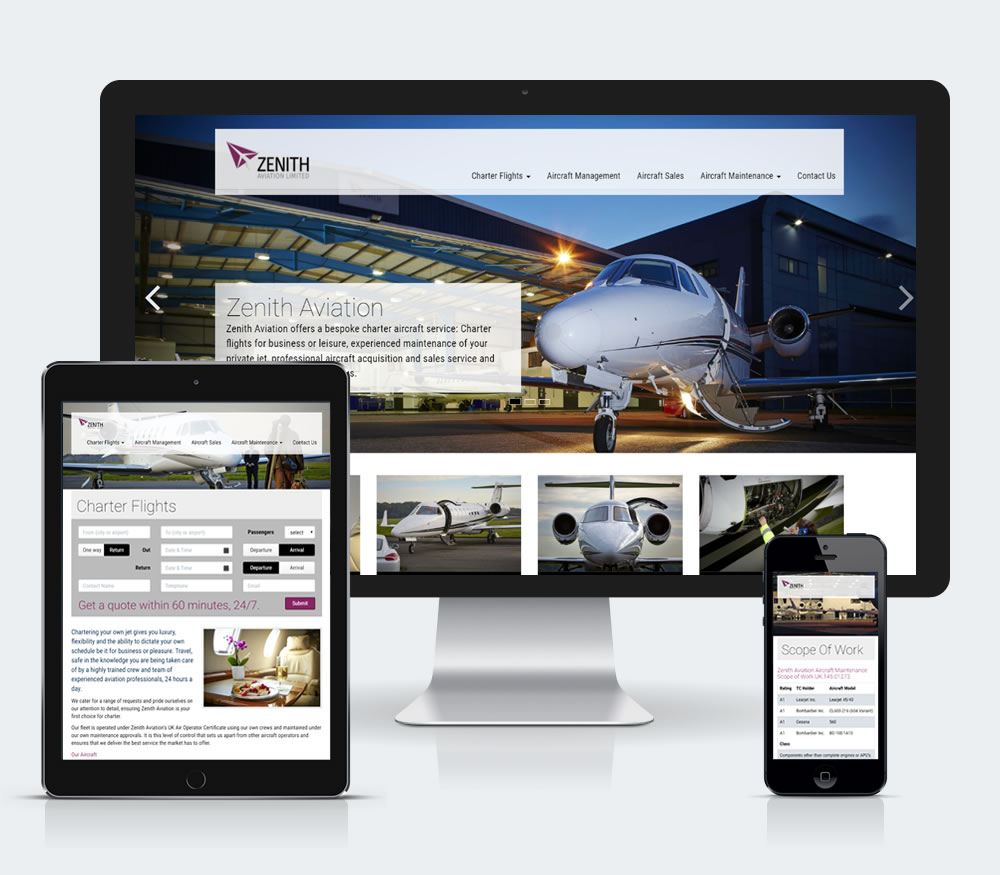 ZENITH
AVIATION LIMITED
Charter Flights Aircraft Management Aircraft Sales Aircraft Maintenance Contact Us
Zenith Aviation
Zenith Aviation offers a bespoke charter aircraft service: Charter
flights for business or leisure, experienced maintenance of your
private jet, professional aircraft acquisition and sales service and
ZENITH
Charter Flights Aircraft Management Aircraft Sales Aircraft Maintenance Contact Us
Charter Flights
From (city or airport) To (city or airport) Passengers select
One way Return Out Date & Time Departure Arrival
Return Date & Time Departure Arrival
Contact Name Telephone Email
Get a quote within 60 minutes, 24/7. Submit
Chartering your own jet gives you luxury,
flexibility and the ability to dictate your own
schedule be it for business or pleasure. Travel,
safe in the knowledge you are being taken care
of by a highly trained crew and team of
experienced aviation professionals, 24 hours a
day.
We cater for a range of requests and pride ourselves on
our attention to detail, ensuring Zenith Aviation is your
first choice for charter.
Our fleet is operated under Zenith Aviation's UK Air Operator Certificate using our own crews and maintained under
our own maintenance approvals. It is this level of control that sets us apart from other aircraft operators and
ensures that we deliver the best service the market has to offer.
Our Aircraft
ZENITH
Scope Of Work
Zenith Aviation Aircraft Maintenance
Scope of Work UK.145.01273
Rating TC Holder Aircraft Model
A1 Learjet Inc. Learjet 45
A1 Bombardier Inc.
A1 Cessna 560
A1 Bombardier Inc. BD-100-1A10
Class
Components other than complete engines or APU's